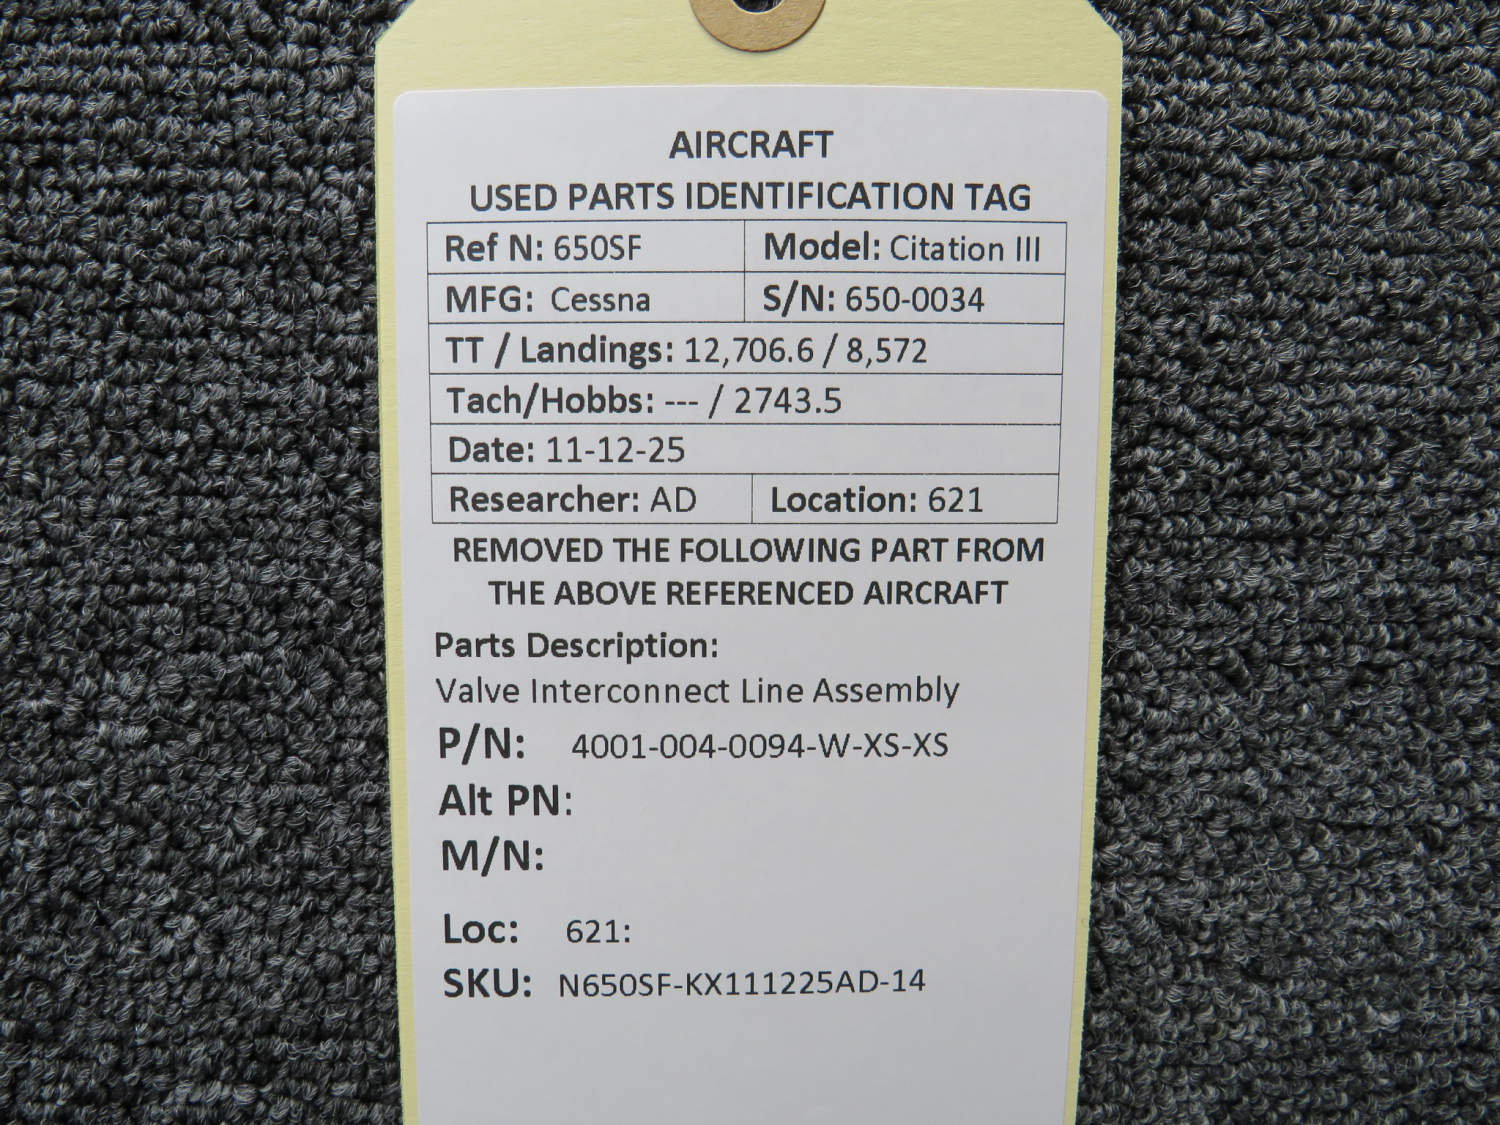 AIRCRAFT
USED PARTS IDENTIFICATION TAG
Ref N: 650SF Model: Citation III
MFG: Cessna S/N: 650-0034
TT / Landings: 12,706.6 / 8,572
Tach/Hobbs: --- / 2743.5
Date: 11-12-25
Researcher: AD Location: 621
REMOVED THE FOLLOWING PART FROM
THE ABOVE REFERENCED AIRCRAFT
Parts Description:
Valve Interconnect Line Assembly
P/N: 4001-004-0094-W-XS-XS
Alt PN:
M/N:
Loc: 621:
SKU: N650SF-KX111225AD-14